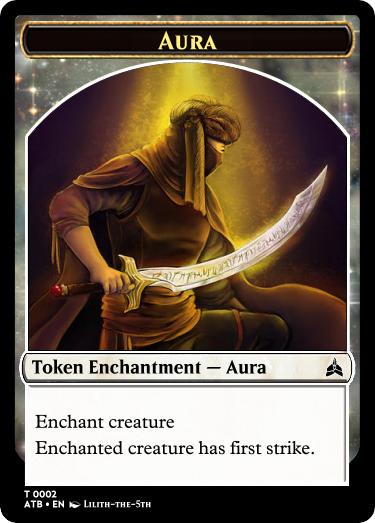 Aura
Token Enchantment — Aura
Enchant creature
Enchanted creature has first strike.
T 0002
ATB • EN Lilith-the-5th